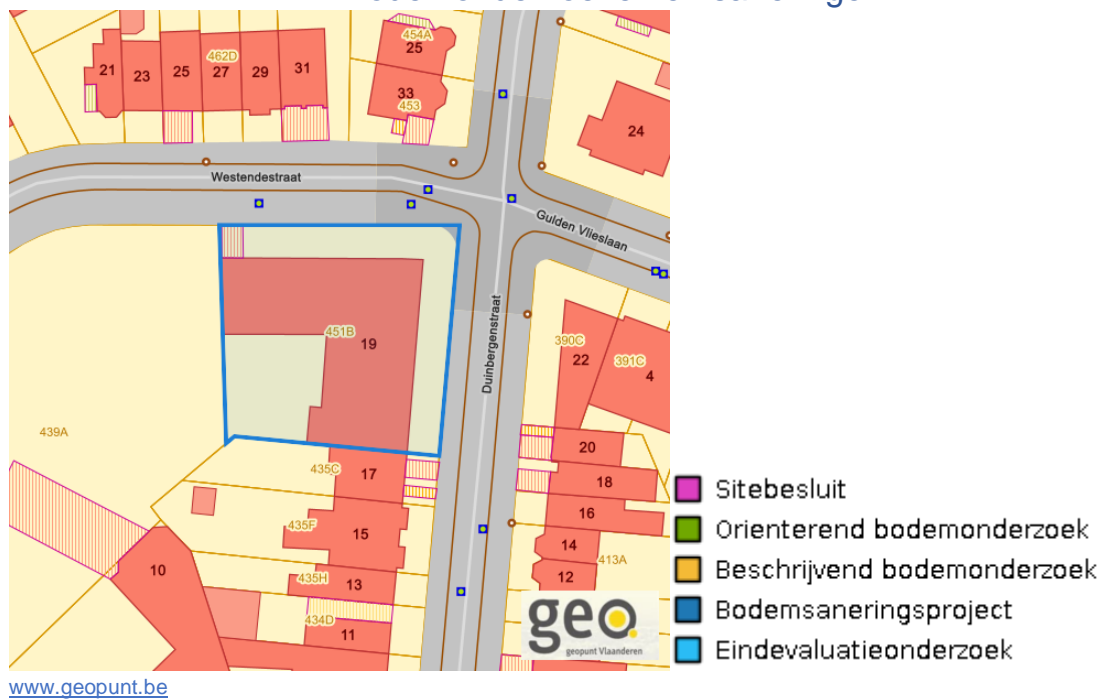 454A
25
462D
21 23 25 27 29 31
33
453
24
Westendestraat
Gulden Vlieslaan
Duinbergenstraat
451B
19
390C
22
391C
4
439A
20
435C
17
18
16
435F
15
14
413A
10
435H
13
12
434D
11
geo
geopunt Vlaanderen
Sitebesluit
Orienterend bodemonderzoek
Beschrijvend bodemonderzoek
Bodemsaneringsproject
Eindevaluatieonderzoek
www.geopunt.be